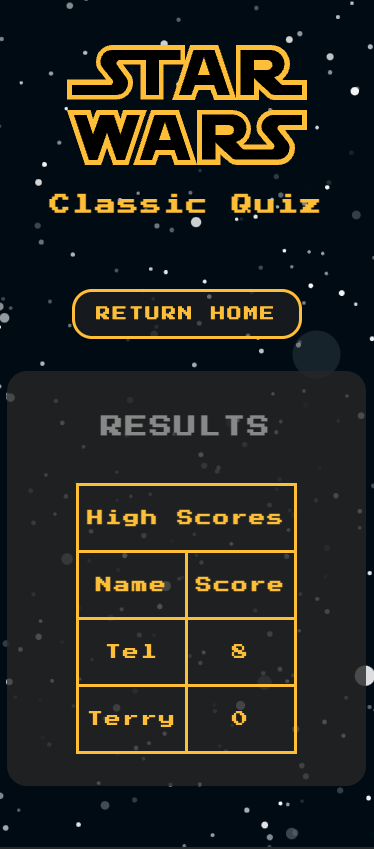 STAR
WARS
Classic Quiz
RETURN HOME
RESULTS
High Scores
Name Score
Tel 8
Terry 0